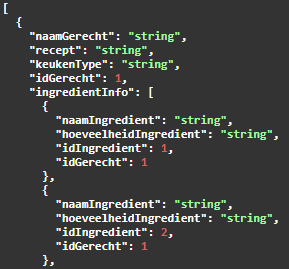 [
{
"naamGerecht": "string",
"recept": "string",
"keukenType": "string",
"idGerecht": 1,
"ingredientInfo": [
{
"naamIngredient": "string",
"hoeveelheidIngredient": "string",
"idIngredient": 1,
"idGerecht": 1
},
{
"naamIngredient": "string",
"hoeveelheidIngredient": "string",
"idIngredient": 2,
"idGerecht": 1
},